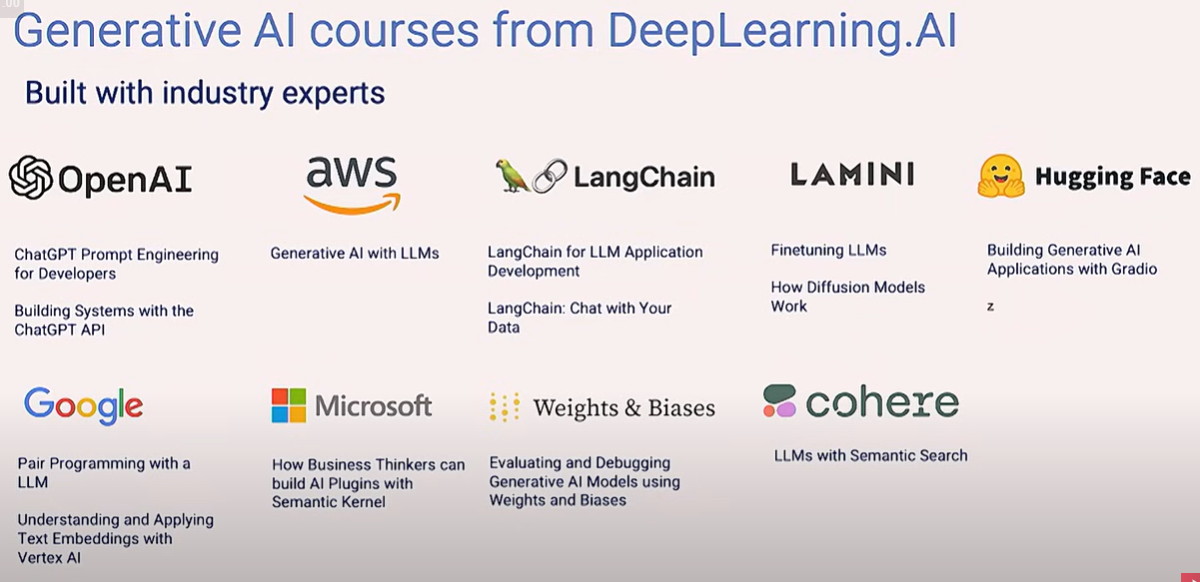 .00
Generative AI courses from DeepLearning.AI
Built with industry experts
OpenAI
ChatGPT Prompt Engineering
for Developers
Building Systems with the
ChatGPT API
aws
Generative AI with LLMs
LangChain
LangChain for LLM Application
Development
LangChain: Chat with Your
Data
LAMINI
Finetuning LLMs
How Diffusion Models
Work
Hugging Face
Building Generative AI
Applications with Gradio
z
Google
Pair Programming with a
LLM
Understanding and Applying
Text Embeddings with
Vertex AI
Microsoft
How Business Thinkers can
build AI Plugins with
Semantic Kernel
Weights & Biases
Evaluating and Debugging
Generative AI Models using
Weights and Biases
cohere
LLMs with Semantic Search